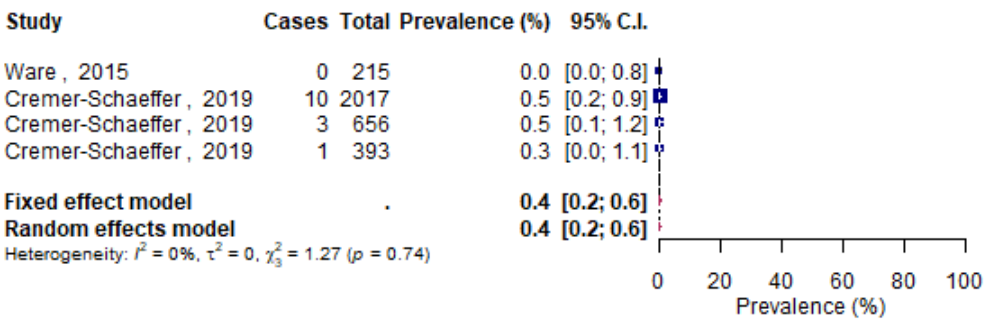 Study Cases Total Prevalence (%) 95% C.I.
Ware , 2015 0 215 0.0 [0.0; 0.8]
Cremer-Schaeffer , 2019 10 2017 0.5 [0.2; 0.9]
Cremer-Schaeffer , 2019 3 656 0.5 [0.1; 1.2]
Cremer-Schaeffer , 2019 1 393 0.3 [0.0; 1.1]
Fixed effect model . 0.4 [0.2; 0.6]
Random effects model 0.4 [0.2; 0.6]
Heterogeneity: I² = 0%, τ² = 0, χ²₃ = 1.27 (p = 0.74)
0 20 40 60 80 100
Prevalence (%)